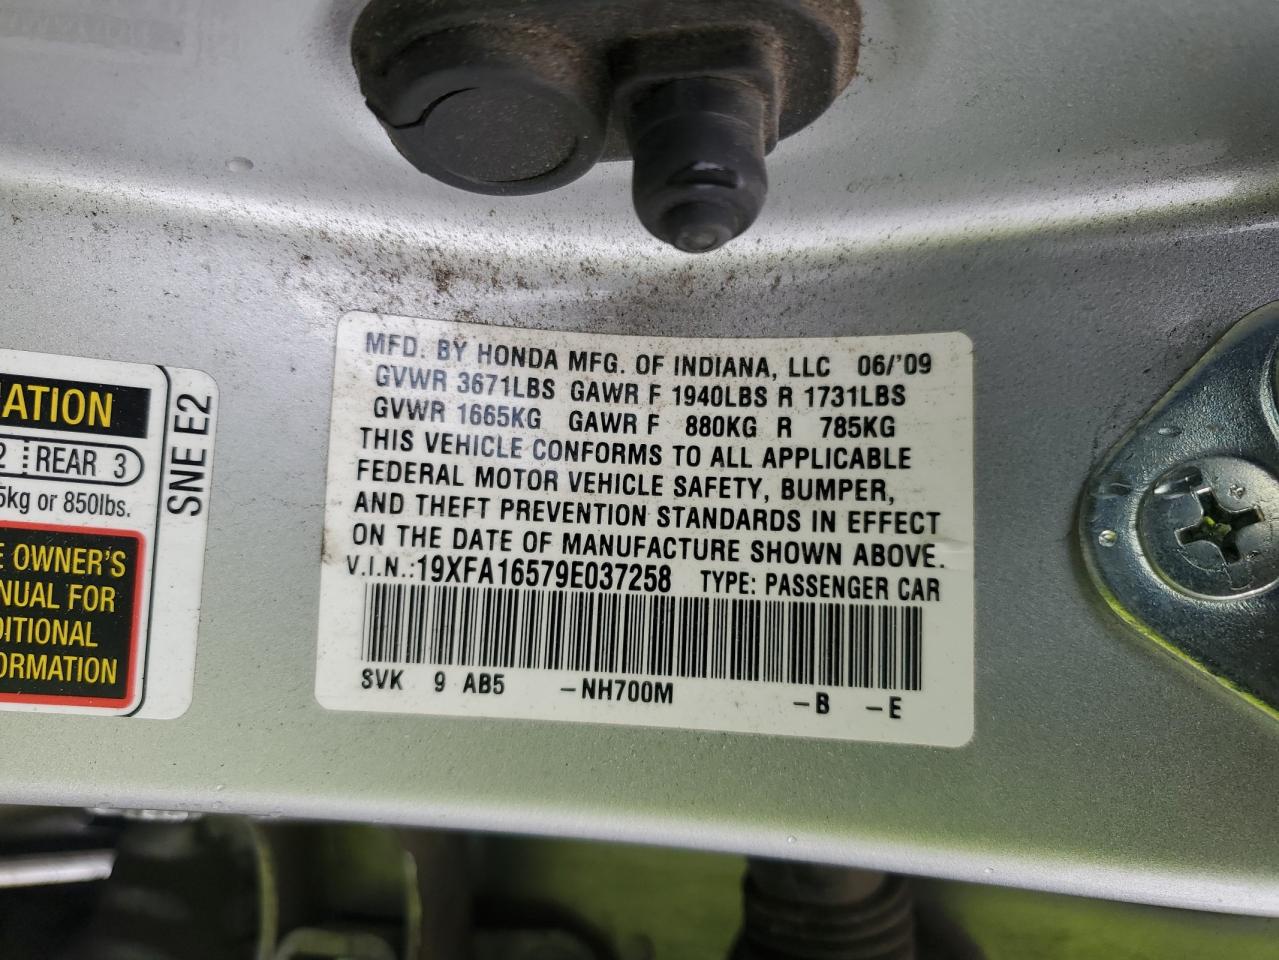 ATION
2 REAR 3
5kg or 850lbs.
E OWNER'S
NUAL FOR
DITIONAL
ORMATION
SNE E2
MFD. BY HONDA MFG. OF INDIANA, LLC 06/'09
GVWR 3671LBS GAWR F 1940LBS R 1731LBS
GVWR 1665KG GAWR F 880KG R 785KG
THIS VEHICLE CONFORMS TO ALL APPLICABLE
FEDERAL MOTOR VEHICLE SAFETY, BUMPER,
AND THEFT PREVENTION STANDARDS IN EFFECT
ON THE DATE OF MANUFACTURE SHOWN ABOVE.
V.I.N.:19XFA16579E037258 TYPE: PASSENGER CAR
SVK 9 AB5 -NH700M -B -E